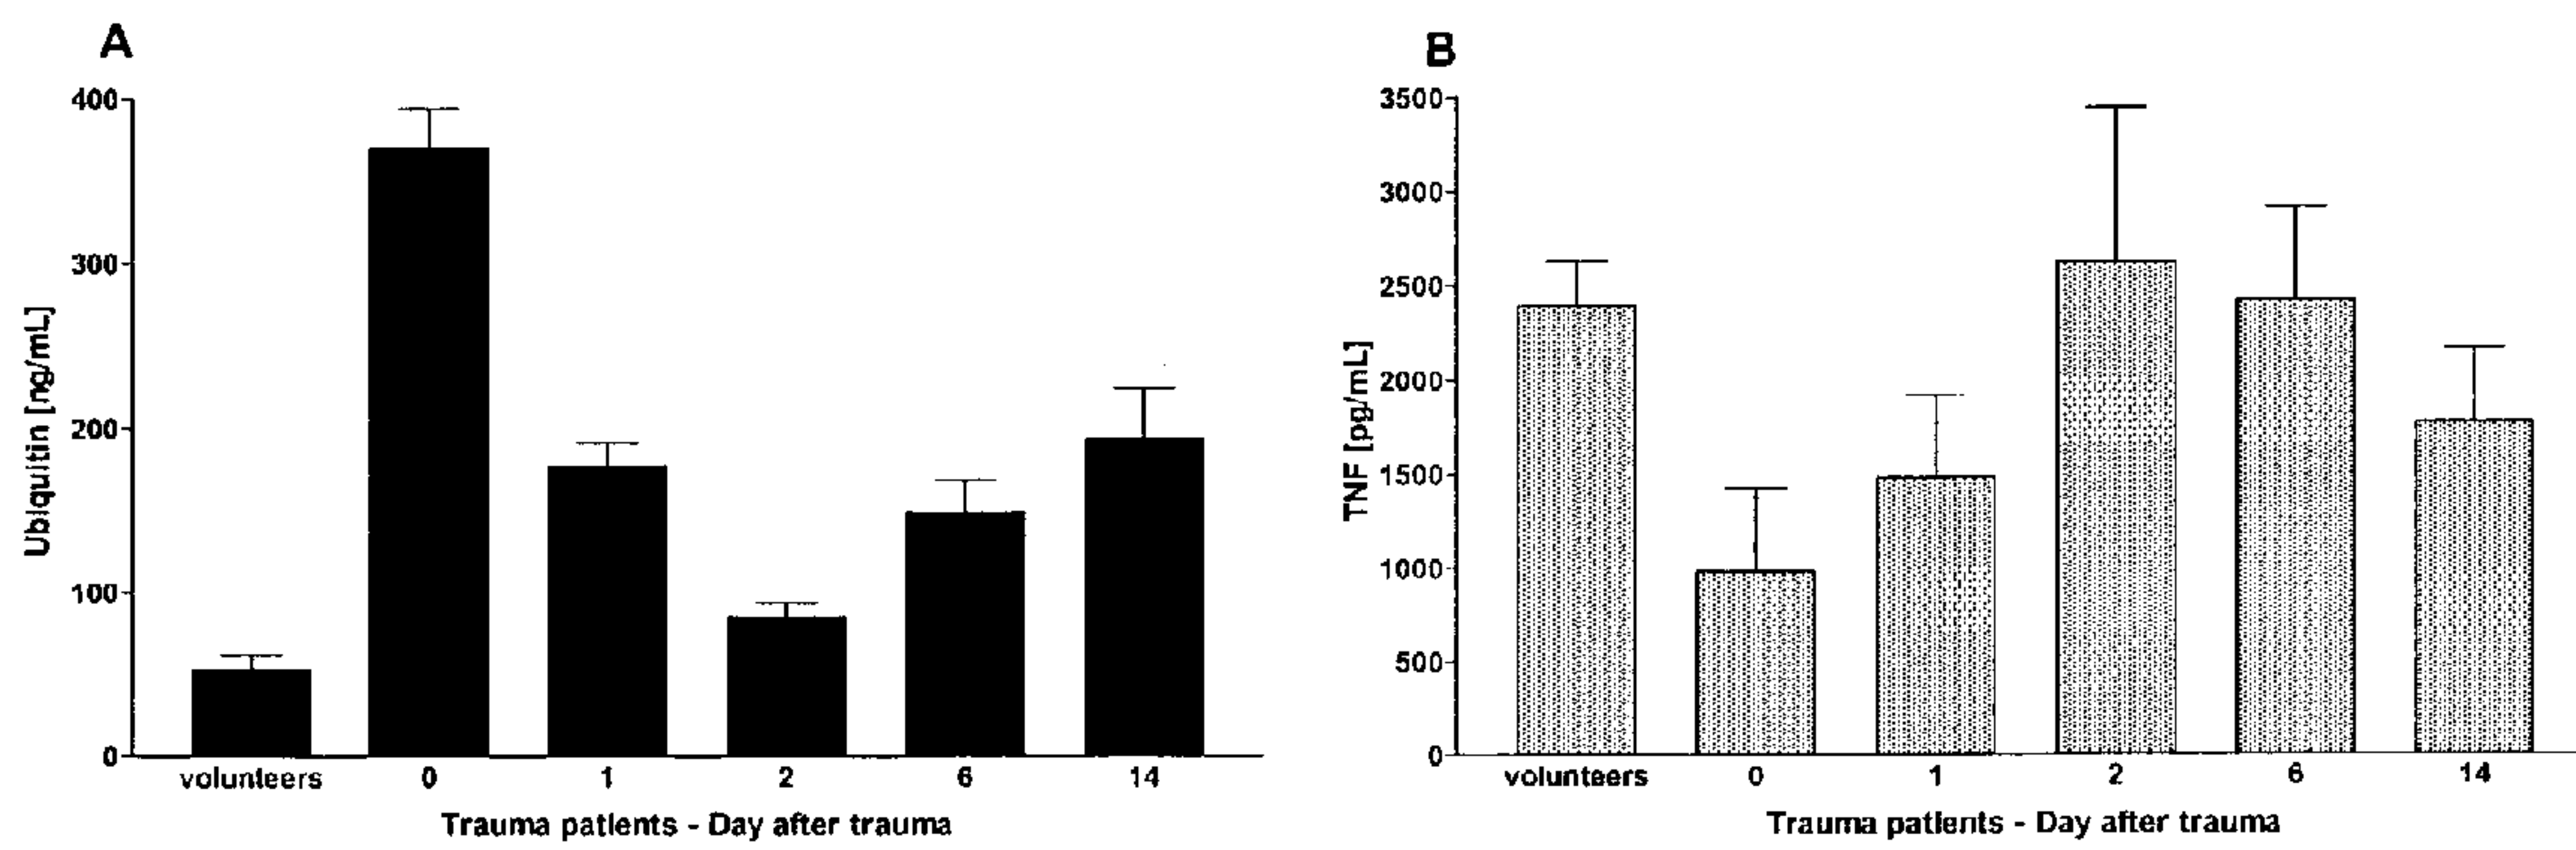 A
400
300
200
100
0
Ubiquitin [ng/mL]
volunteers 0 1 2 6 14
Trauma patients - Day after trauma
B
3500
3000
2500
2000
1500
1000
500
0
TNF [pg/mL]
volunteers 0 1 2 6 14
Trauma patients - Day after trauma